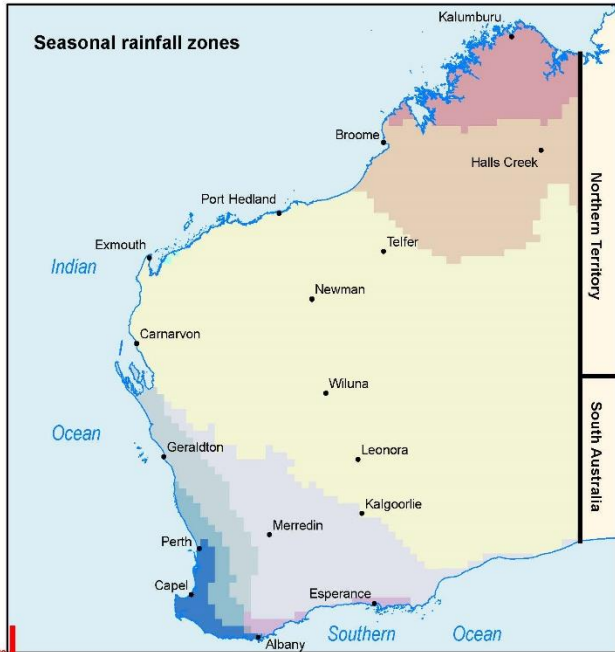 Seasonal rainfall zones
Kalumburu
Broome
Halls Creek
Port Hedland
Northern Territory
Exmouth
Telfer
Indian
Newman
Carnarvon
Wiluna
Ocean
Geraldton
Leonora
South Australia
Kalgoorlie
Merredin
Perth
Capel
Esperance
Southern Ocean
Albany